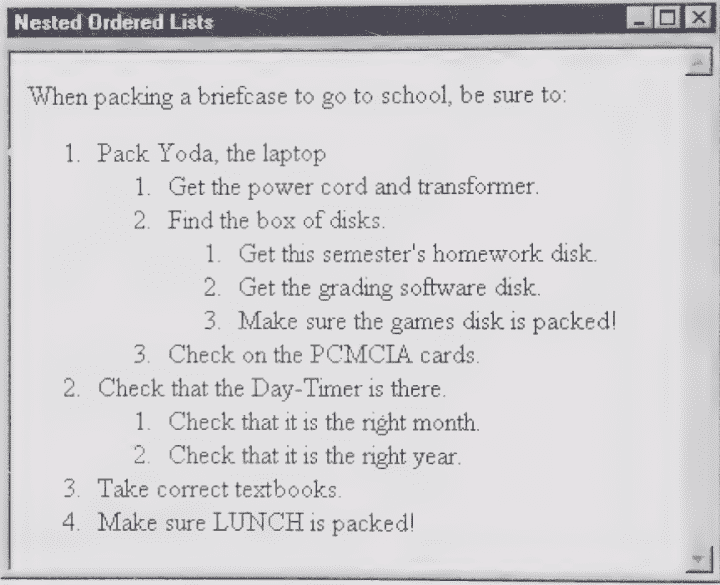 Nested Ordered Lists
When packing a briefcase to go to school, be sure to:
1. Pack Yoda, the laptop
1. Get the power cord and transformer.
2. Find the box of disks.
1. Get this semester's homework disk.
2. Get the grading software disk.
3. Make sure the games disk is packed!
3. Check on the PCMCIA cards.
2. Check that the Day-Timer is there.
1. Check that it is the right month.
2. Check that it is the right year.
3. Take correct textbooks.
4. Make sure LUNCH is packed!